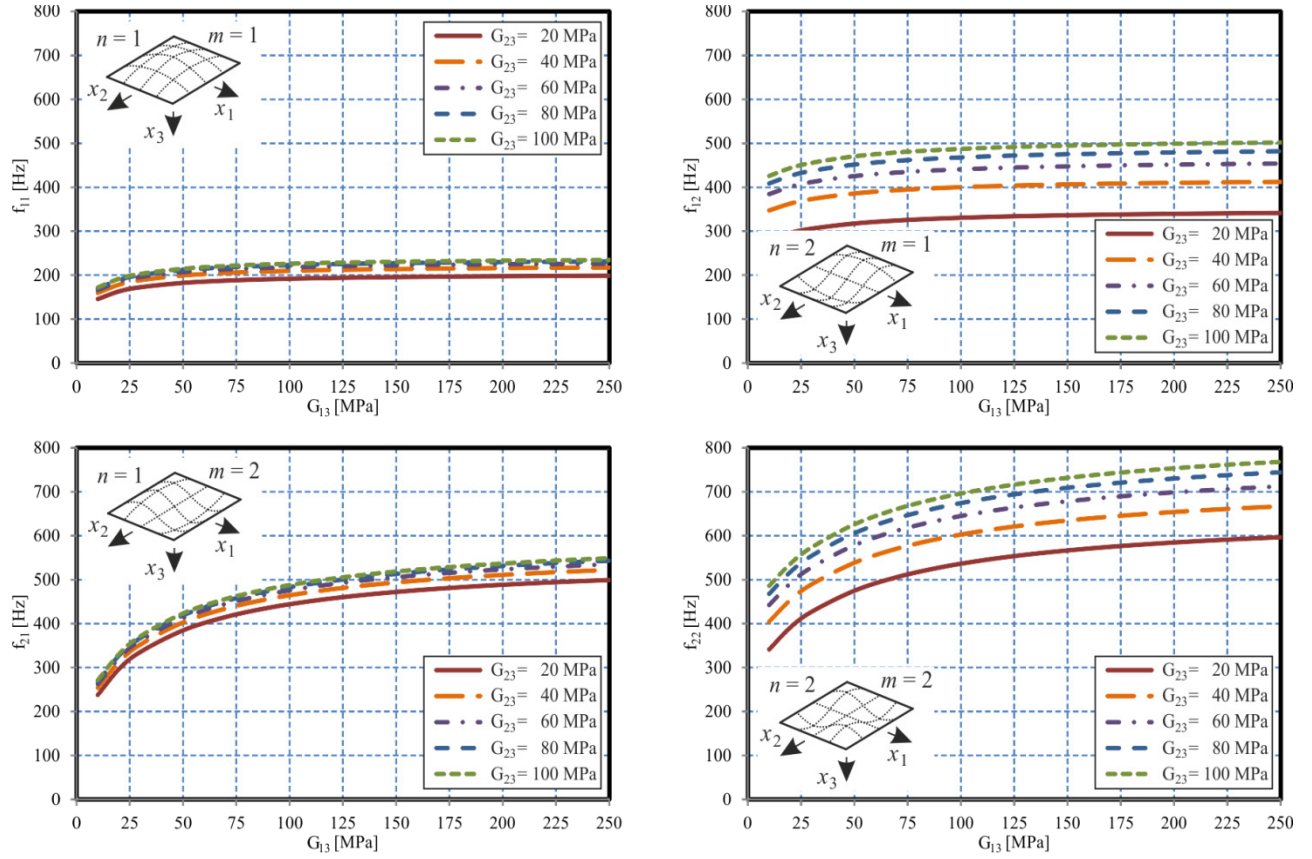 800
700
600
500
400
300
200
100
0
f11 [Hz]
n = 1 m = 1
x2
x1
x3
G23= 20 MPa
G23= 40 MPa
G23= 60 MPa
G23= 80 MPa
G23= 100 MPa
0 25 50 75 100 125 150 175 200 225 250
G13 [MPa]
800
700
600
500
400
300
200
100
0
f12 [Hz]
n = 2 m = 1
x2
x1
x3
G23= 20 MPa
G23= 40 MPa
G23= 60 MPa
G23= 80 MPa
G23= 100 MPa
0 25 50 75 100 125 150 175 200 225 250
G13 [MPa]
800
700
600
500
400
300
200
100
0
f21 [Hz]
n = 1 m = 2
x2
x1
x3
G23= 20 MPa
G23= 40 MPa
G23= 60 MPa
G23= 80 MPa
G23= 100 MPa
0 25 50 75 100 125 150 175 200 225 250
G13 [MPa]
800
700
600
500
400
300
200
100
0
f22 [Hz]
n = 2 m = 2
x2
x1
x3
G23= 20 MPa
G23= 40 MPa
G23= 60 MPa
G23= 80 MPa
G23= 100 MPa
0 25 50 75 100 125 150 175 200 225 250
G13 [MPa]